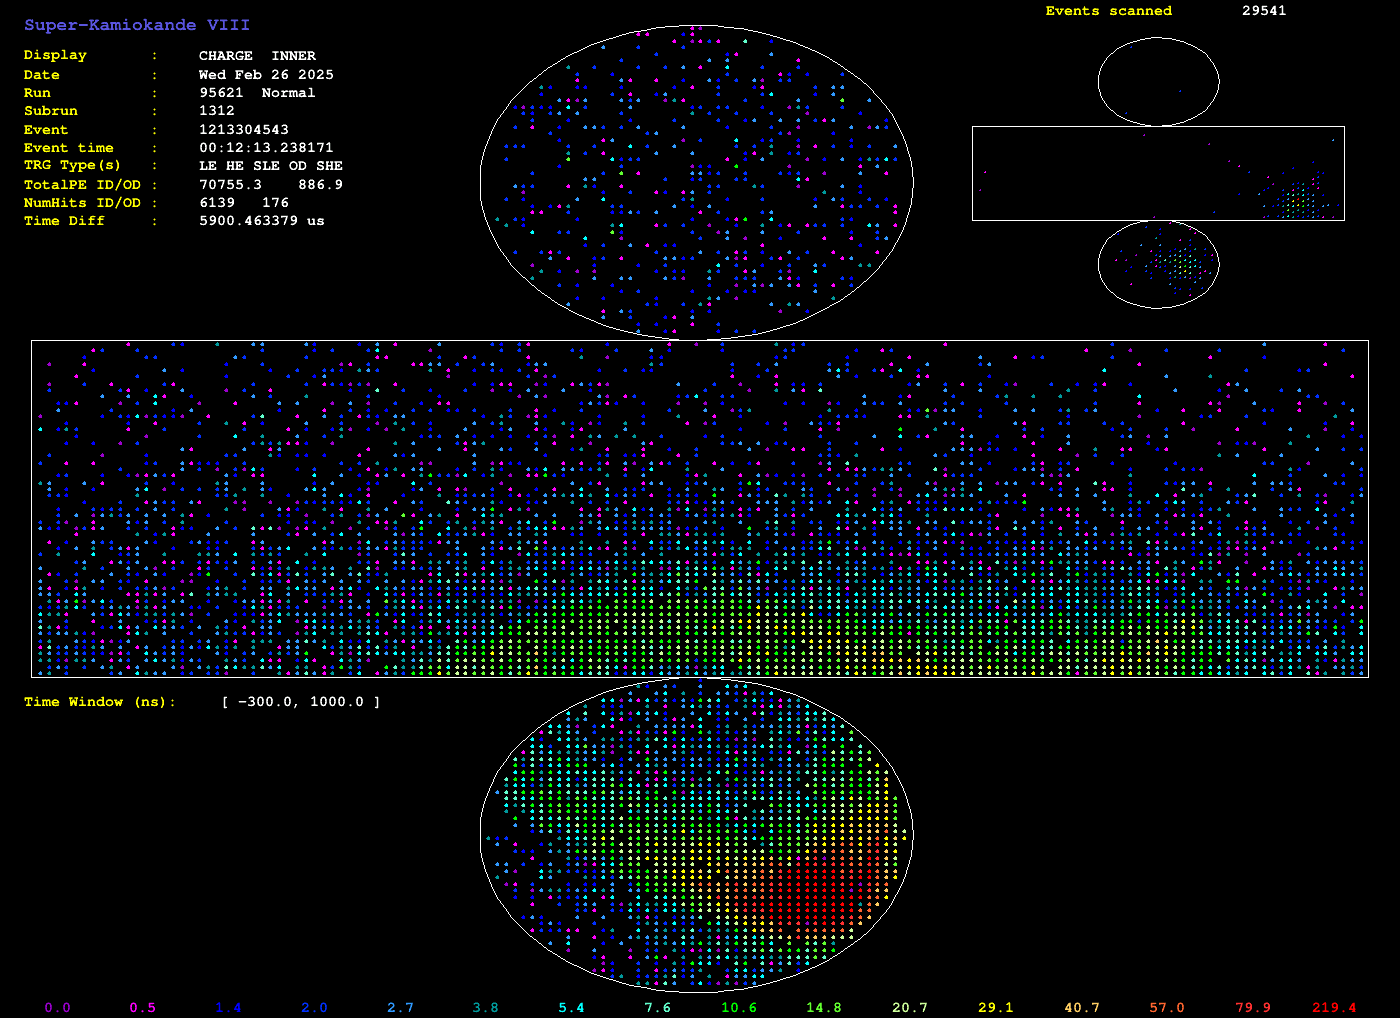 Super-Kamiokande VIII
Display : CHARGE INNER
Date : Wed Feb 26 2025
Run : 95621 Normal
Subrun : 1312
Event : 1213304543
Event time : 00:12:13.238171
TRG Type(s) : LE HE SLE OD SHE
TotalPE ID/OD : 70755.3 886.9
NumHits ID/OD : 6139 176
Time Diff : 5900.463379 us
Events scanned 29541
Time Window (ns): [ -300.0, 1000.0 ]
0.0 0.5 1.4 2.0 2.7 3.8 5.4 7.6 10.6 14.8 20.7 29.1 40.7 57.0 79.9 219.4